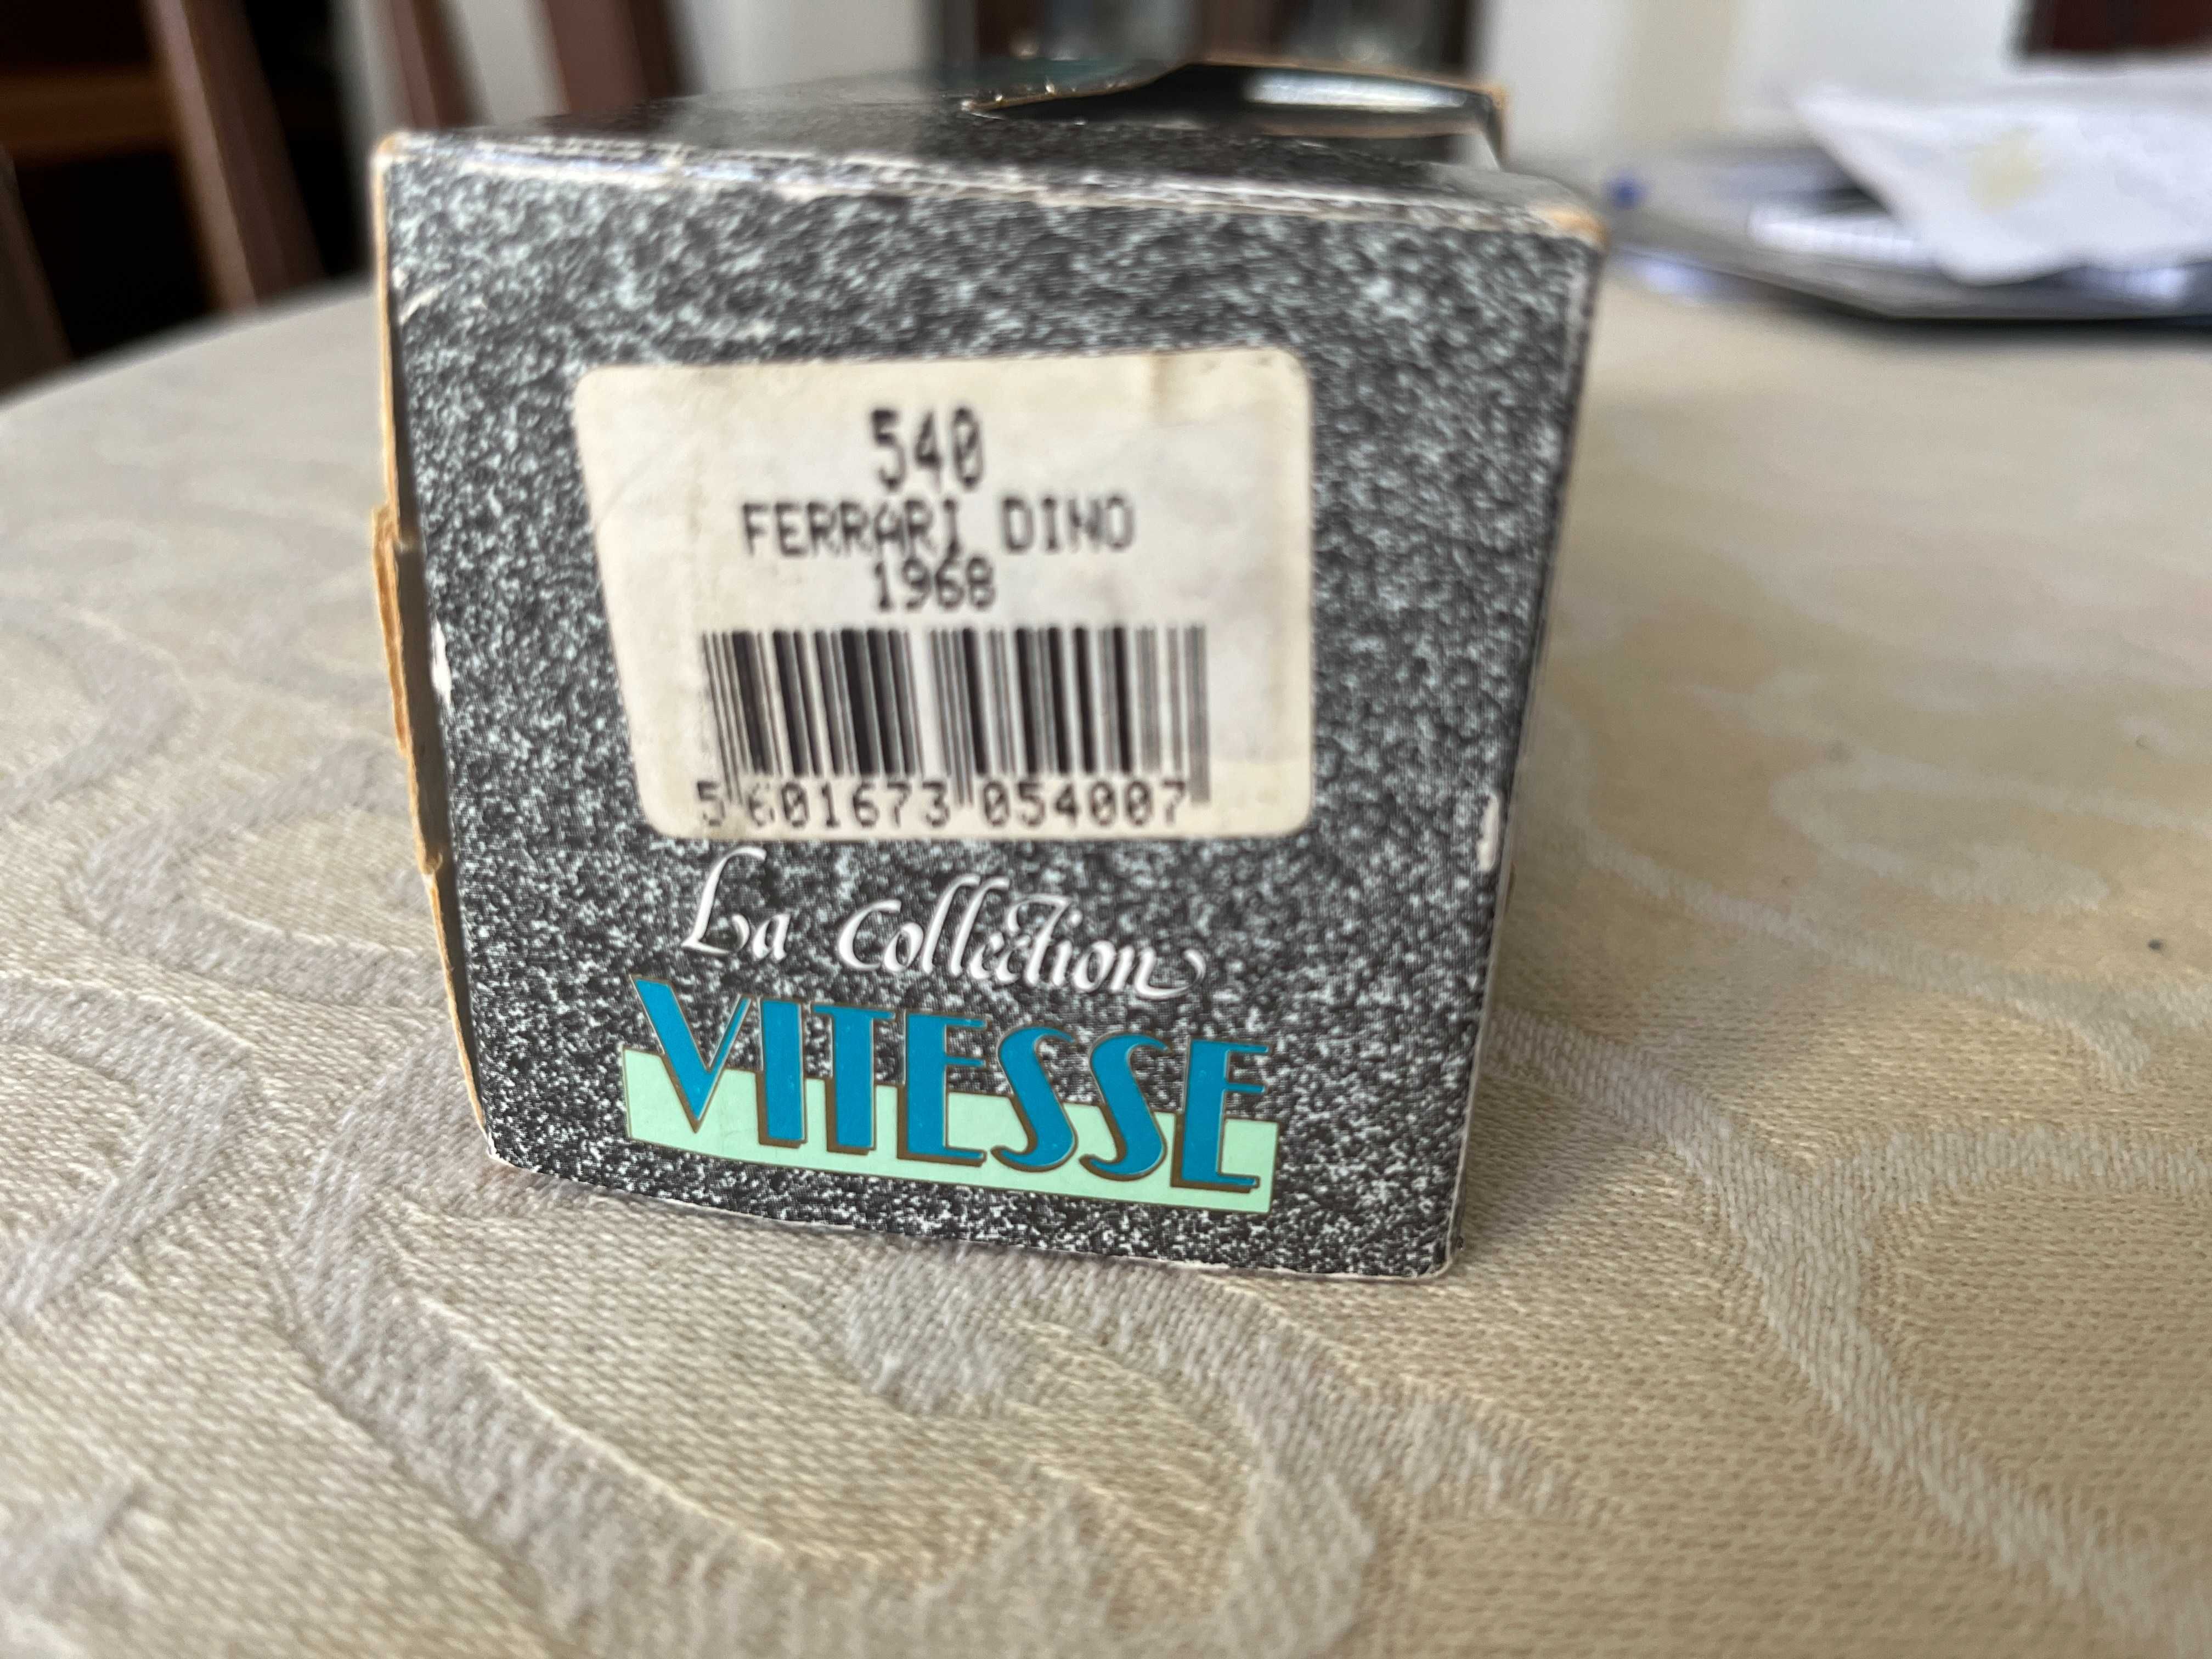 540
FERRARI DINO
1968
5 601673 054007
La Collection
VITESSE